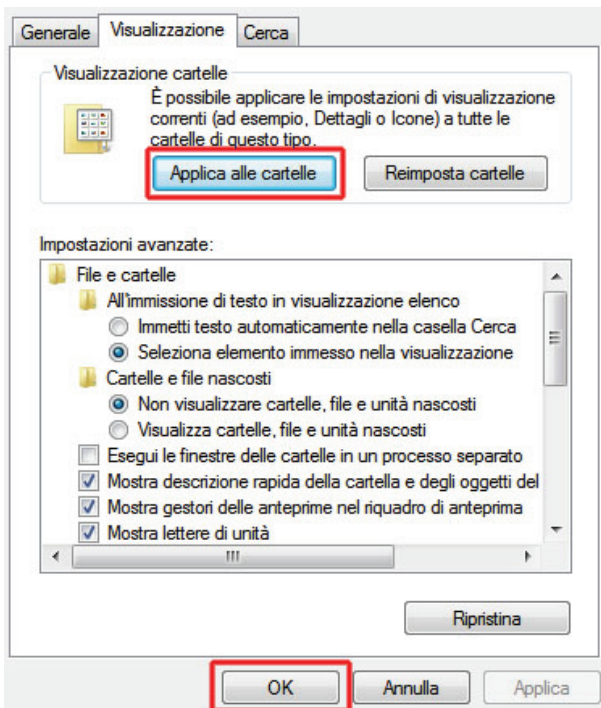 Generale Visualizzazione Cerca
Visualizzazione cartelle
È possibile applicare le impostazioni di visualizzazione
correnti (ad esempio, Dettagli o Icone) a tutte le
cartelle di questo tipo.
Applica alle cartelle Reimposta cartelle
Impostazioni avanzate:
File e cartelle
All'immissione di testo in visualizzazione elenco
Immetti testo automaticamente nella casella Cerca
Seleziona elemento immesso nella visualizzazione
Cartelle e file nascosti
Non visualizzare cartelle, file e unità nascosti
Visualizza cartelle, file e unità nascosti
Esegui le finestre delle cartelle in un processo separato
Mostra descrizione rapida della cartella e degli oggetti del
Mostra gestori delle anteprime nel riquadro di anteprima
Mostra lettere di unità
Ripristina
OK Annulla Applica